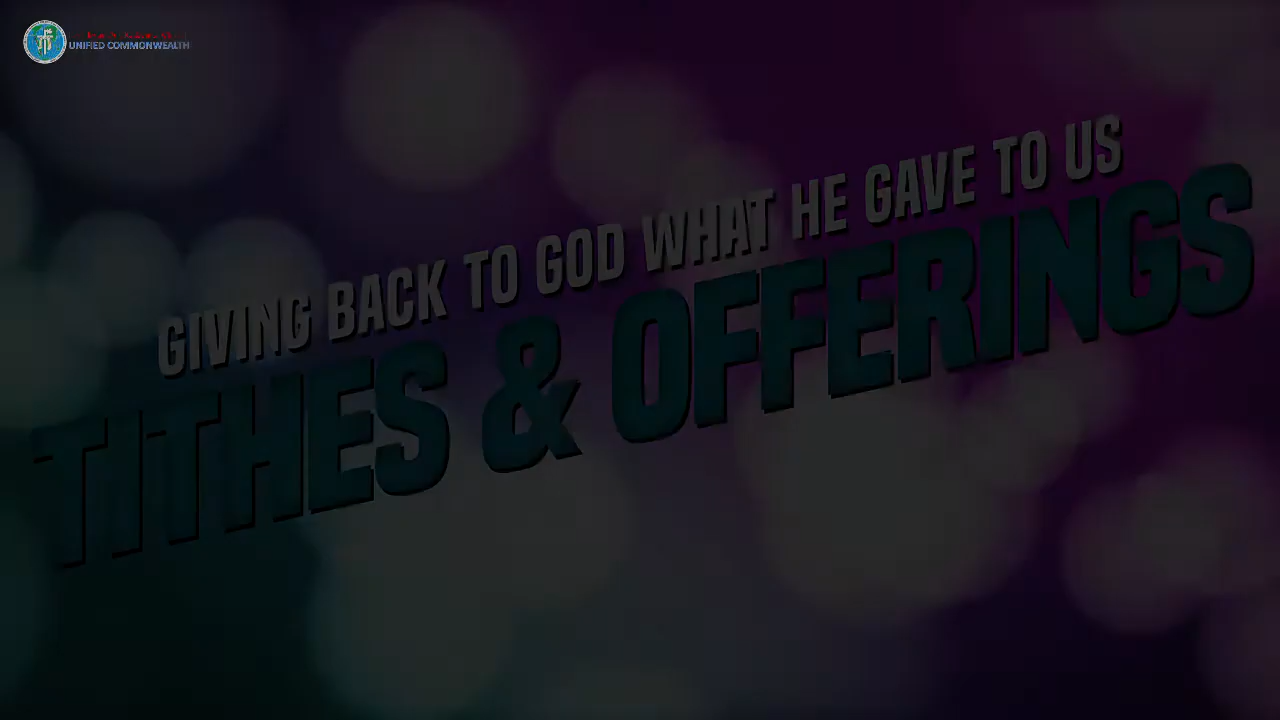 UNIFIED COMMONWEALTH
GIVING BACK TO GOD WHAT HE GAVE TO US
TITHES & OFFERINGS